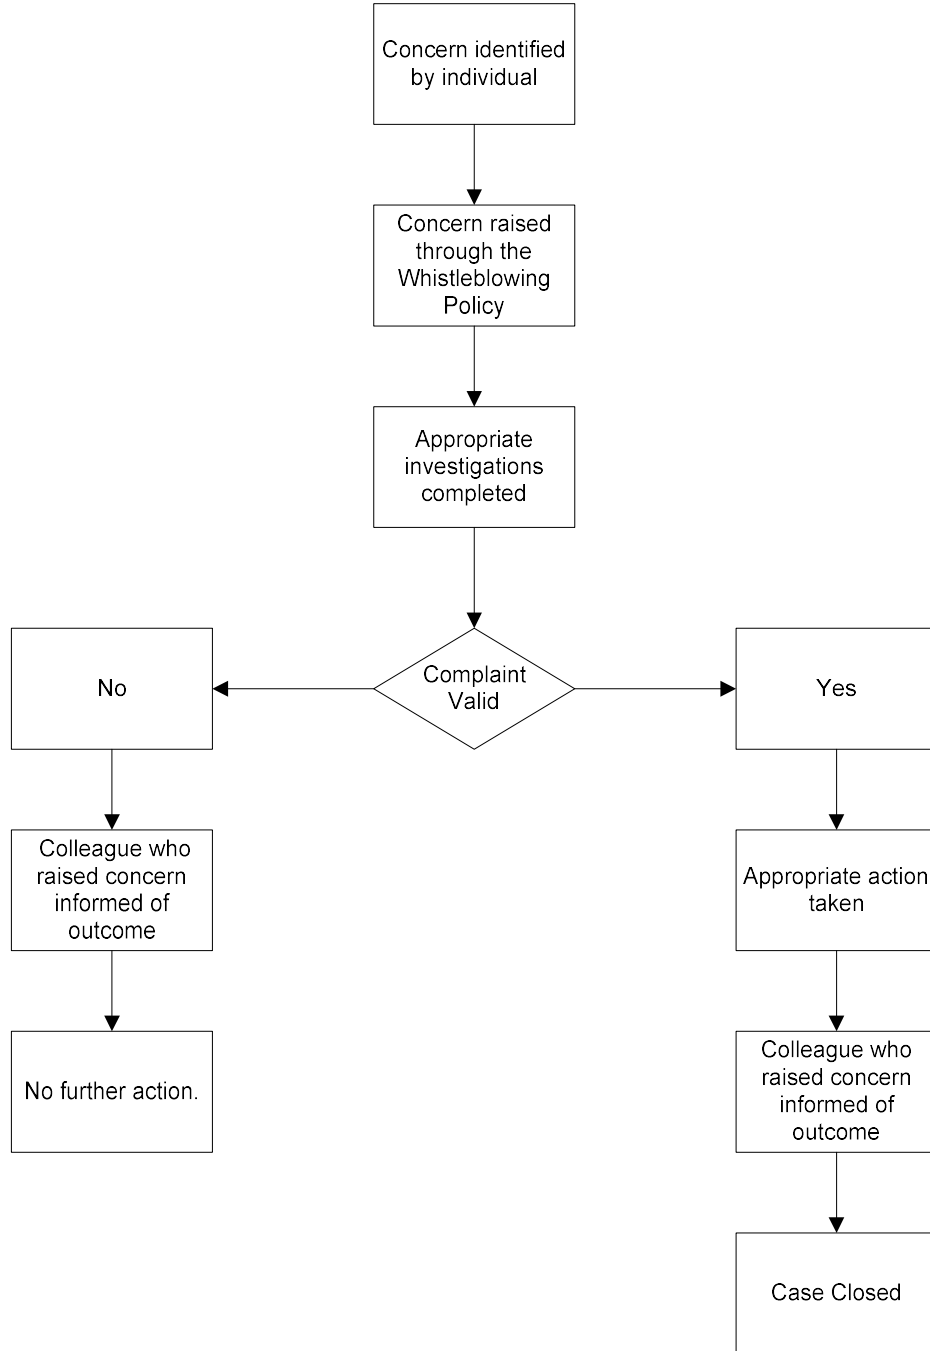 Concern identified
by individual
Concern raised
through the
Whistleblowing
Policy
Appropriate
investigations
completed
Complaint
Valid
No
Yes
Colleague who
raised concern
informed of
outcome
Appropriate action
taken
No further action.
Colleague who
raised concern
informed of
outcome
Case Closed